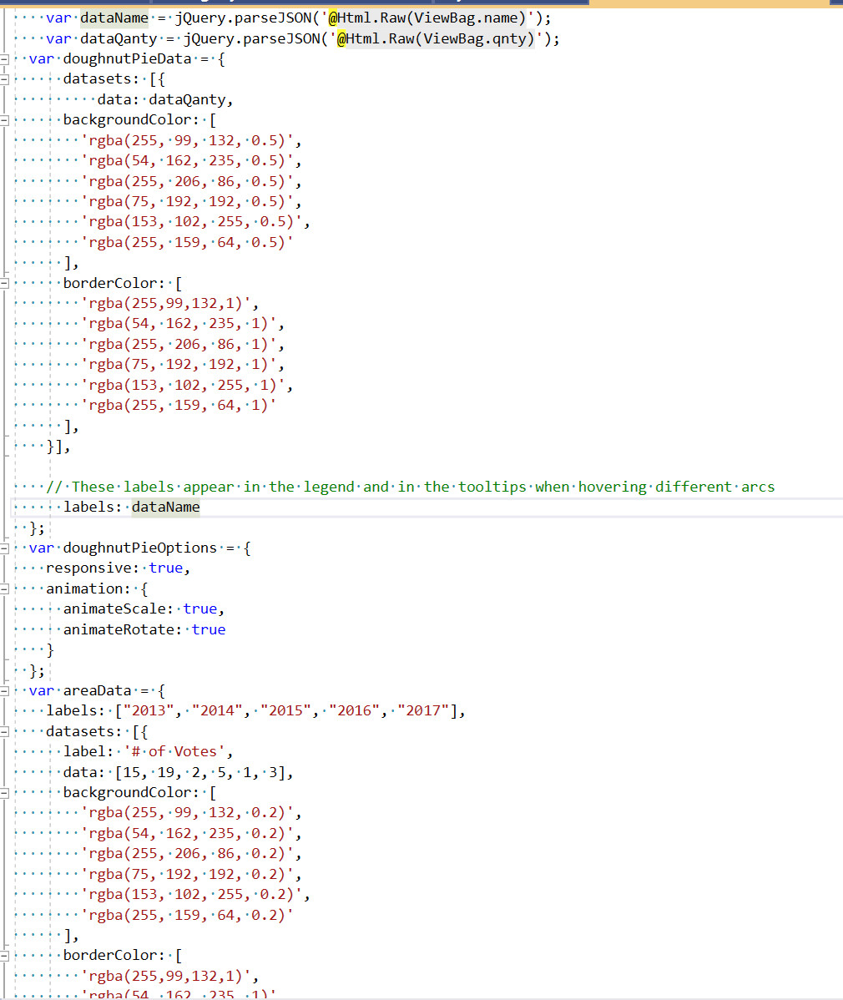 var dataName = jQuery.parseJSON('@Html.Raw(ViewBag.name)');
var dataQanty = jQuery.parseJSON('@Html.Raw(ViewBag.qnty)');
var doughnutPieData = {
datasets: [{
data: dataQanty,
backgroundColor: [
'rgba(255, 99, 132, 0.5)',
'rgba(54, 162, 235, 0.5)',
'rgba(255, 206, 86, 0.5)',
'rgba(75, 192, 192, 0.5)',
'rgba(153, 102, 255, 0.5)',
'rgba(255, 159, 64, 0.5)'
],
borderColor: [
'rgba(255,99,132,1)',
'rgba(54, 162, 235, 1)',
'rgba(255, 206, 86, 1)',
'rgba(75, 192, 192, 1)',
'rgba(153, 102, 255, 1)',
'rgba(255, 159, 64, 1)'
],
}],
// These labels appear in the legend and in the tooltips when hovering different arcs
labels: dataName
};
var doughnutPieOptions = {
responsive: true,
animation: {
animateScale: true,
animateRotate: true
}
};
var areaData = {
labels: ["2013", "2014", "2015", "2016", "2017"],
datasets: [{
label: '# of Votes',
data: [15, 19, 2, 5, 1, 3],
backgroundColor: [
'rgba(255, 99, 132, 0.2)',
'rgba(54, 162, 235, 0.2)',
'rgba(255, 206, 86, 0.2)',
'rgba(75, 192, 192, 0.2)',
'rgba(153, 102, 255, 0.2)',
'rgba(255, 159, 64, 0.2)'
],
borderColor: [
'rgba(255,99,132,1)',
'rgba(54, 162, 235, 1)'